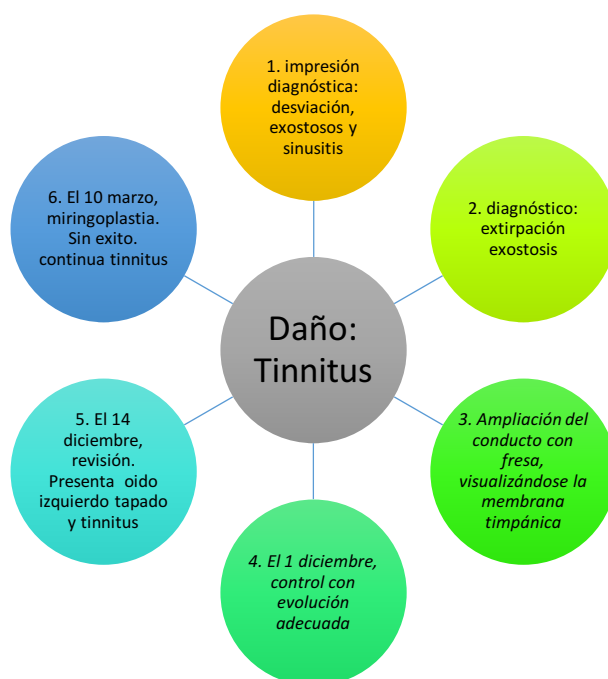 1. impresión
diagnóstica:
desviación,
exostosos y
sinusitis
2. diagnóstico:
extirpación
exostosis
3. Ampliación del
conducto con
fresa,
visualizándose la
membrana
timpánica
4. El 1 diciembre,
control con
evolución
adecuada
5. El 14
diciembre,
revisión.
Presenta oido
izquierdo tapado
y tinnitus
6. El 10 marzo,
miringoplastia.
Sin exito.
continua tinnitus
Daño:
Tinnitus